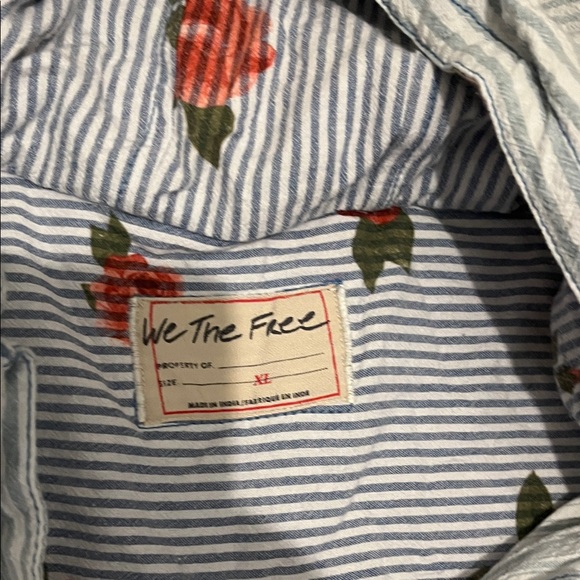 We The Free
PROPERTY OF
SIZE XL
MADE IN INDIA/FABRIQUÉ EN INDE